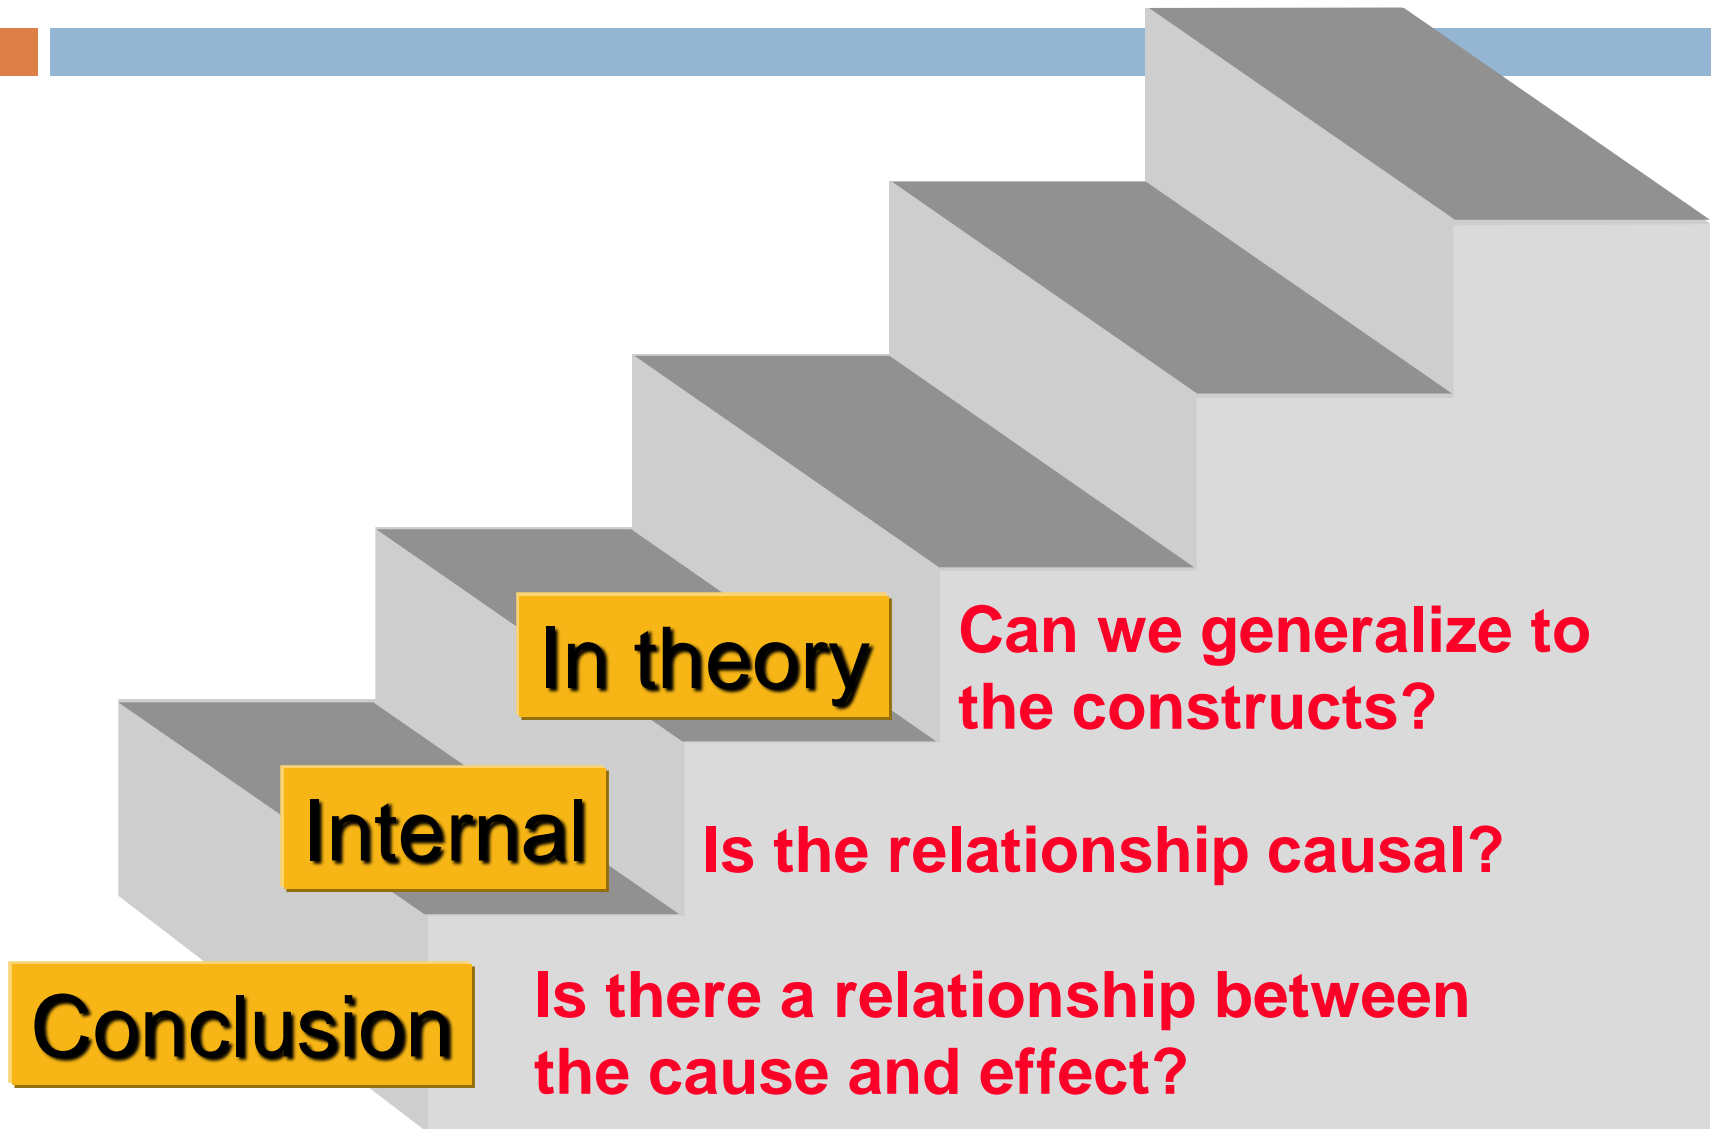 In theory
Can we generalize to
the constructs?
Internal
Is the relationship causal?
Conclusion
Is there a relationship between
the cause and effect?